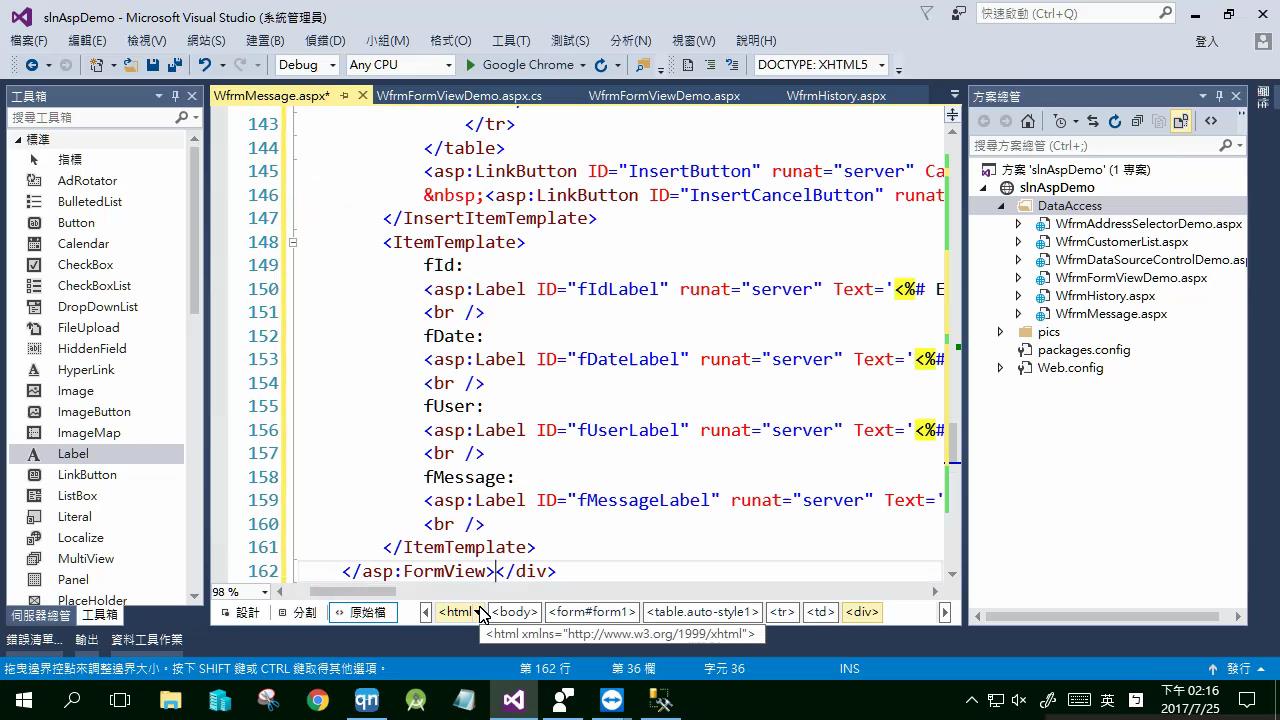 slnAspDemo - Microsoft Visual Studio (系統管理員)
快速啟動 (Ctrl+Q)
檔案(F) 編輯(E) 檢視(V) 網站(S) 建置(B) 偵錯(D) 小組(M) 格式(O) 工具(T) 測試(S) 分析(N) 視窗(W) 說明(H)
登入
Debug Any CPU Google Chrome DOCTYPE: XHTML5
工具箱
搜尋工具箱
標準
指標
AdRotator
BulletedList
Button
Calendar
CheckBox
CheckBoxList
DropDownList
FileUpload
HiddenField
HyperLink
Image
ImageButton
ImageMap
Label
LinkButton
ListBox
Literal
Localize
MultiView
Panel
PlaceHolder
伺服器總管 工具箱
WfrmMessage.aspx* WfrmFormViewDemo.aspx.cs WfrmFormViewDemo.aspx WfrmHistory.aspx
143 </tr>
144 </table>
145 <asp:LinkButton ID="InsertButton" runat="server" Ca
146 &nbsp;<asp:LinkButton ID="InsertCancelButton" runat
147 </InsertItemTemplate>
148 <ItemTemplate>
149 fId:
150 <asp:Label ID="fIdLabel" runat="server" Text='<%# E
151 <br />
152 fDate:
153 <asp:Label ID="fDateLabel" runat="server" Text='<%#
154 <br />
155 fUser:
156 <asp:Label ID="fUserLabel" runat="server" Text='<%#
157 <br />
158 fMessage:
159 <asp:Label ID="fMessageLabel" runat="server" Text='
160 <br />
161 </ItemTemplate>
162 </asp:FormView></div>
98 %
設計 分割 原始檔 <html <body> <form#form1> <table.auto-style1> <tr> <td> <div>
<html xmlns="http://www.w3.org/1999/xhtml">
方案總管
搜尋方案總管 (Ctrl+;)
方案 'slnAspDemo' (1 專案)
slnAspDemo
DataAccess
WfrmAddressSelectorDemo.aspx
WfrmCustomerList.aspx
WfrmDataSourceControlDemo.asp
WfrmFormViewDemo.aspx
WfrmHistory.aspx
WfrmMessage.aspx
pics
packages.config
Web.config
錯誤清單... 輸出 資料工具作業
拖曳邊界控點來調整邊界大小。按下 SHIFT 鍵或 CTRL 鍵取得其他選項。 第 162 行 第 36 欄 字元 36 INS 發行
qn
英
下午 02:16
2017/7/25